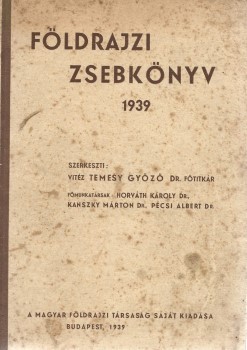 FÖLDRAJZI
ZSEBKÖNYV
1939
SZERKESZTI :
VITÉZ TEMESY GYŐZŐ DR. FŐTITKÁR
FŐMUNKATÁRSAK : HORVÁTH KÁROLY DR.
KANSZKY MÁRTON DR. PÉCSI ALBERT DR.
A MAGYAR FÖLDRAJZI TÁRSASÁG SAJÁT KIADÁSA
BUDAPEST, 1939